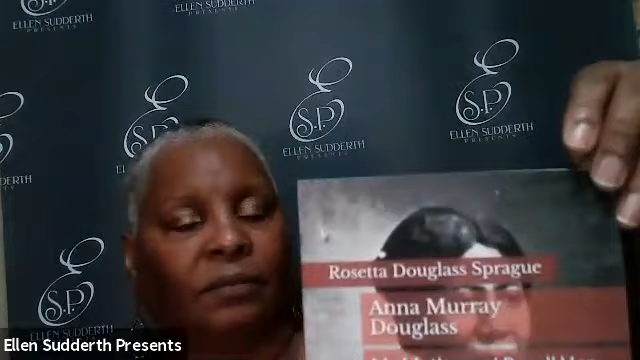 ELLEN SUDDERTH
PRESENTS
PRESENTS
S.P.
ELLEN SUDDERTH
PRESENTS
S.P.
ELLEN SUDDERTH
PRESENTS
S.P.
DERTH
S.P.
ELLEN SUDDERTH
Rosetta Douglass Sprague
Anna Murray
Douglass
Ellen Sudderth Presents